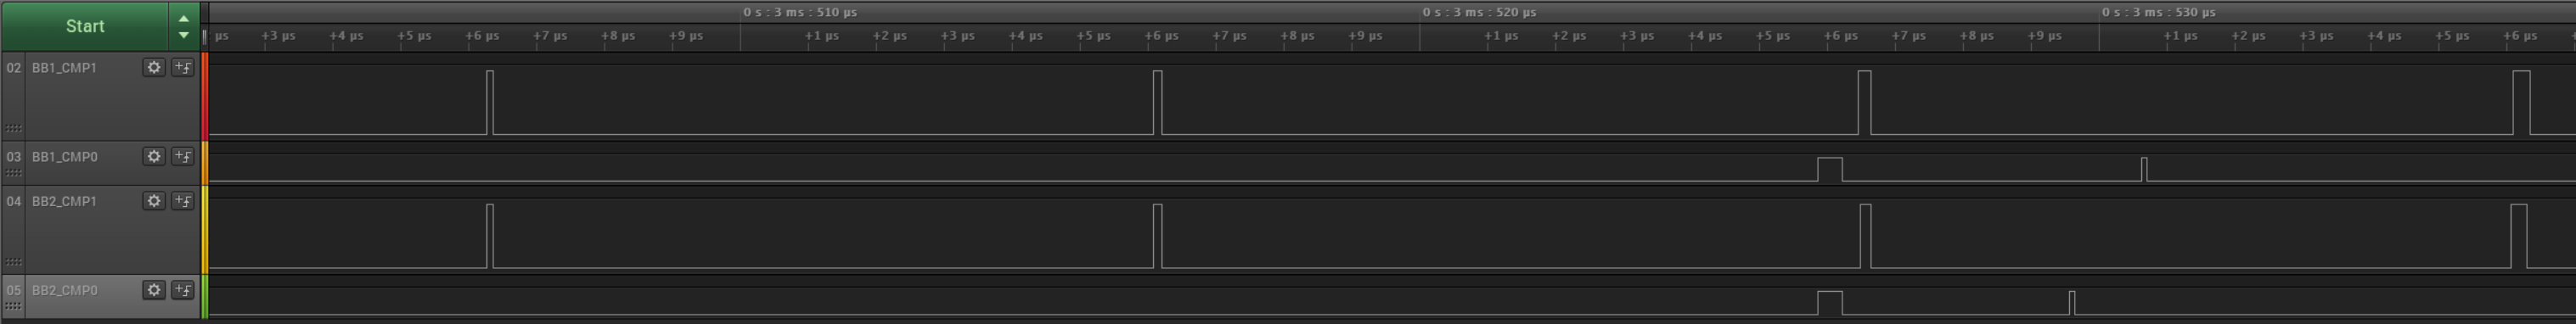 Start
0 s : 3 ms : 510 µs 0 s : 3 ms : 520 µs 0 s : 3 ms : 530 µs
µs +3 µs +4 µs +5 µs +6 µs +7 µs +8 µs +9 µs +1 µs +2 µs +3 µs +4 µs +5 µs +6 µs +7 µs +8 µs +9 µs +1 µs +2 µs +3 µs +4 µs +5 µs +6 µs +7 µs +8 µs +9 µs +1 µs +2 µs +3 µs +4 µs +5 µs +6 µs
02 BB1_CMP1
03 BB1_CMP0
04 BB2_CMP1
05 BB2_CMP0